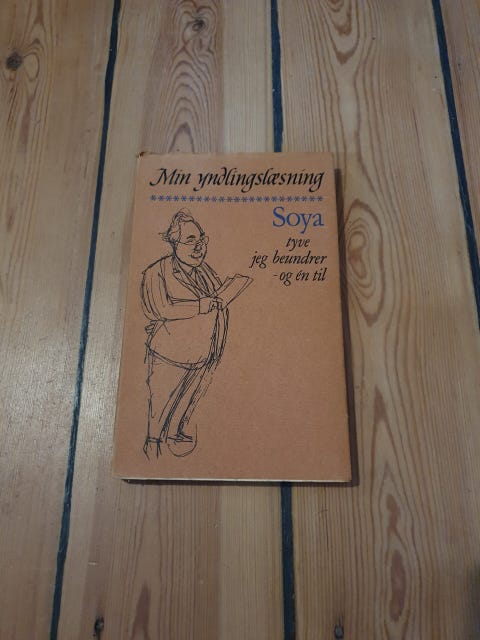 Min yndlingslæsning
********************
Soya
tyve
jeg beundrer
- og én til